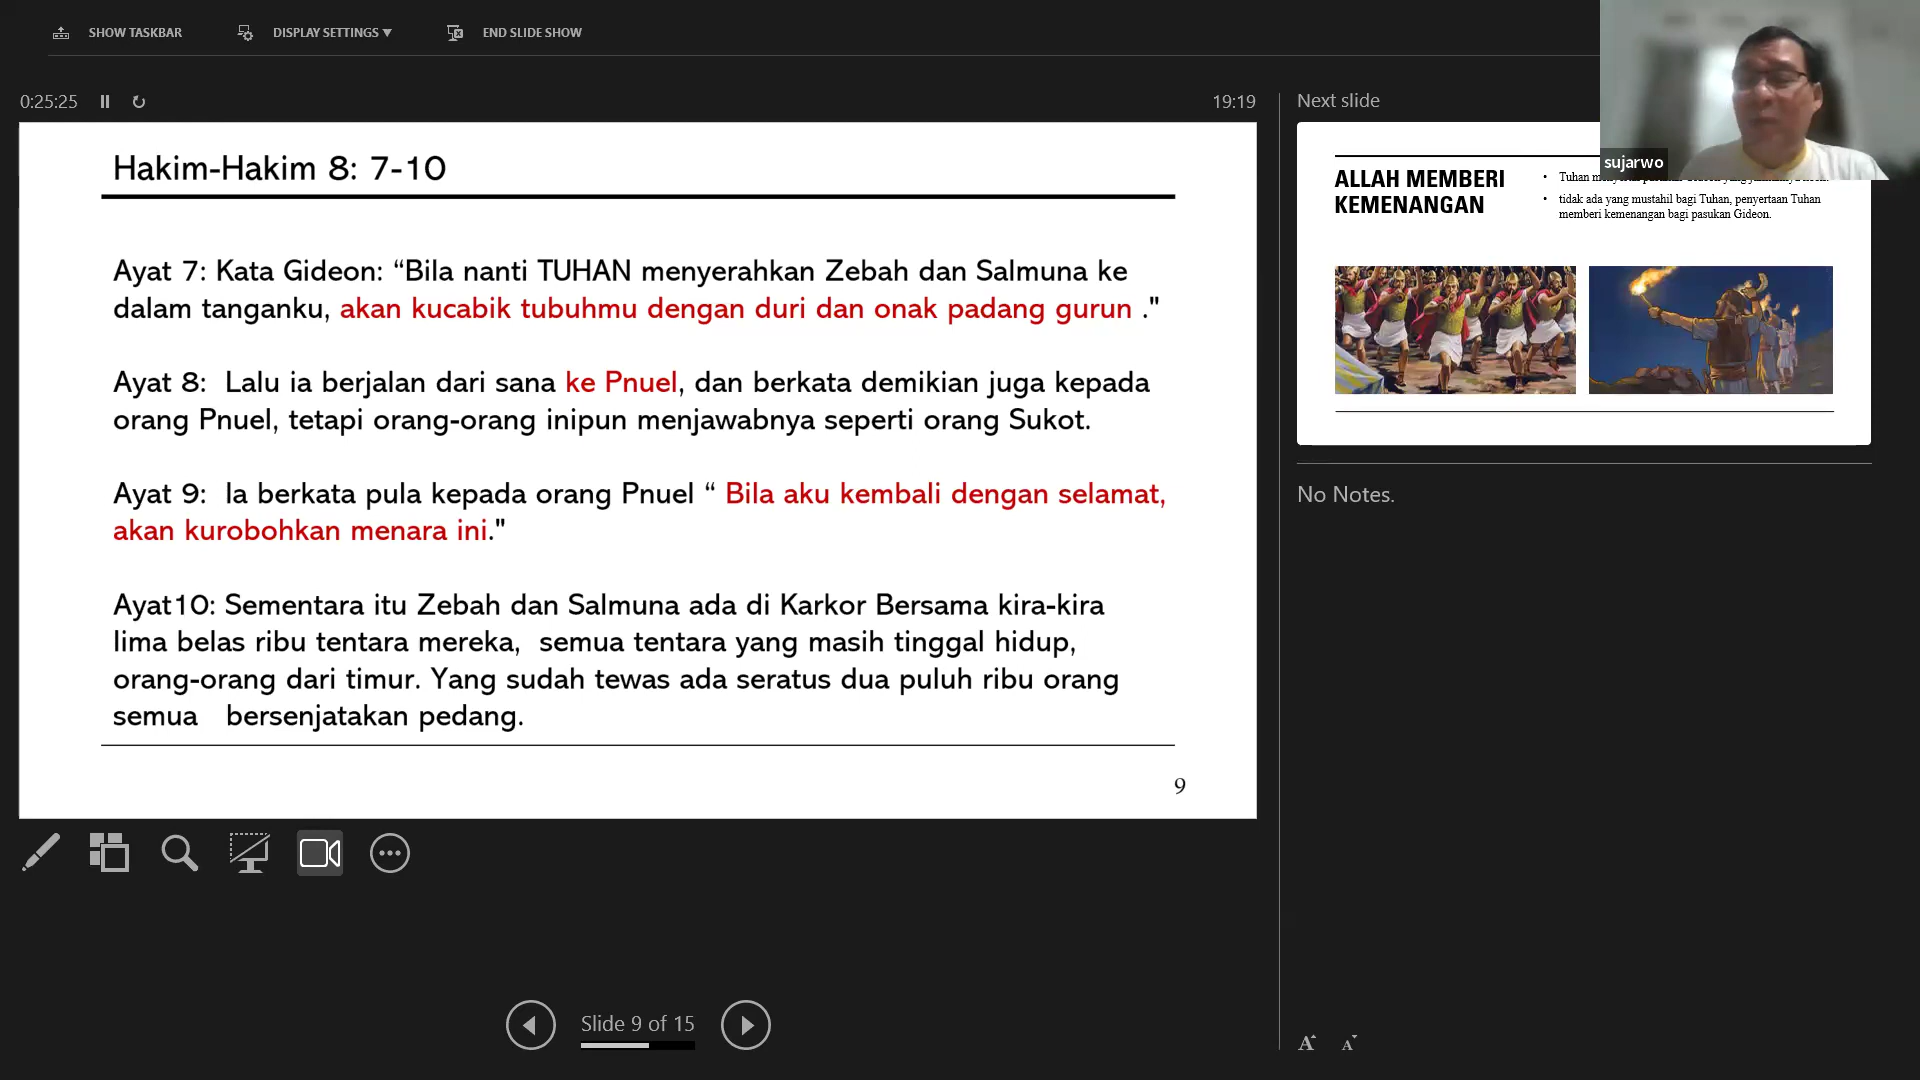 SHOW TASKBAR
DISPLAY SETTINGS ▼
END SLIDE SHOW
0:25:25
19:19
Hakim-Hakim 8: 7-10
Ayat 7: Kata Gideon: “Bila nanti TUHAN menyerahkan Zebah dan Salmuna ke
dalam tanganku, akan kucabik tubuhmu dengan duri dan onak padang gurun ."
Ayat 8:  Lalu ia berjalan dari sana ke Pnuel, dan berkata demikian juga kepada
orang Pnuel, tetapi orang-orang inipun menjawabnya seperti orang Sukot.
Ayat 9:  Ia berkata pula kepada orang Pnuel “ Bila aku kembali dengan selamat,
akan kurobohkan menara ini."
Ayat10: Sementara itu Zebah dan Salmuna ada di Karkor Bersama kira-kira
lima belas ribu tentara mereka,  semua tentara yang masih tinggal hidup,
orang-orang dari timur. Yang sudah tewas ada seratus dua puluh ribu orang
semua   bersenjatakan pedang.
9
Slide 9 of 15
Next slide
sujarwo
ALLAH MEMBERI
KEMENANGAN
• Tuhan
• tidak ada yang mustahil bagi Tuhan, penyertaan Tuhan
memberi kemenangan bagi pasukan Gideon.
No Notes.
A A